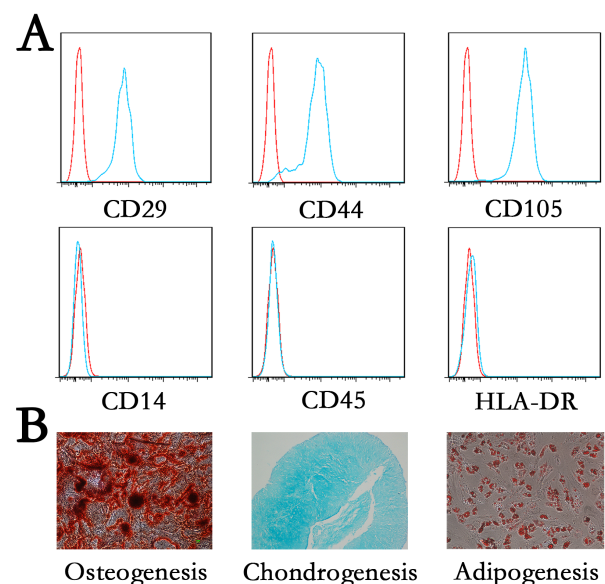 A
CD29 CD44 CD105
CD14 CD45 HLA-DR
B
Osteogenesis Chondrogenesis Adipogenesis